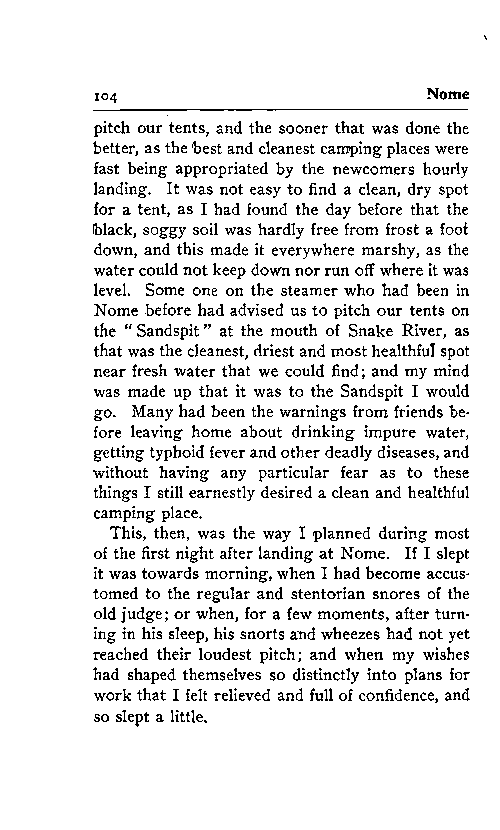 104 Nome
pitch our tents, and the sooner that was done the
better, as the best and cleanest camping places were
fast being appropriated by the newcomers hourly
landing. It was not easy to find a clean, dry spot
for a tent, as I had found the day before that the
black, soggy soil was hardly free from frost a foot
down, and this made it everywhere marshy, as the
water could not keep down nor run off where it was
level. Some one on the steamer who had been in
Nome before had advised us to pitch our tents on
the "Sandspit" at the mouth of Snake River, as
that was the cleanest, driest and most healthful spot
near fresh water that we could find; and my mind
was made up that it was to the Sandspit I would
go. Many had been the warnings from friends be-
fore leaving home about drinking impure water,
getting typhoid fever and other deadly diseases, and
without having any particular fear as to these
things I still earnestly desired a clean and healthful
camping place.
This, then, was the way I planned during most
of the first night after landing at Nome. If I slept
it was towards morning, when I had become accus-
tomed to the regular and stentorian snores of the
old judge; or when, for a few moments, after turn-
ing in his sleep, his snorts and wheezes had not yet
reached their loudest pitch; and when my wishes
had shaped themselves so distinctly into plans for
work that I felt relieved and full of confidence, and
so slept a little.